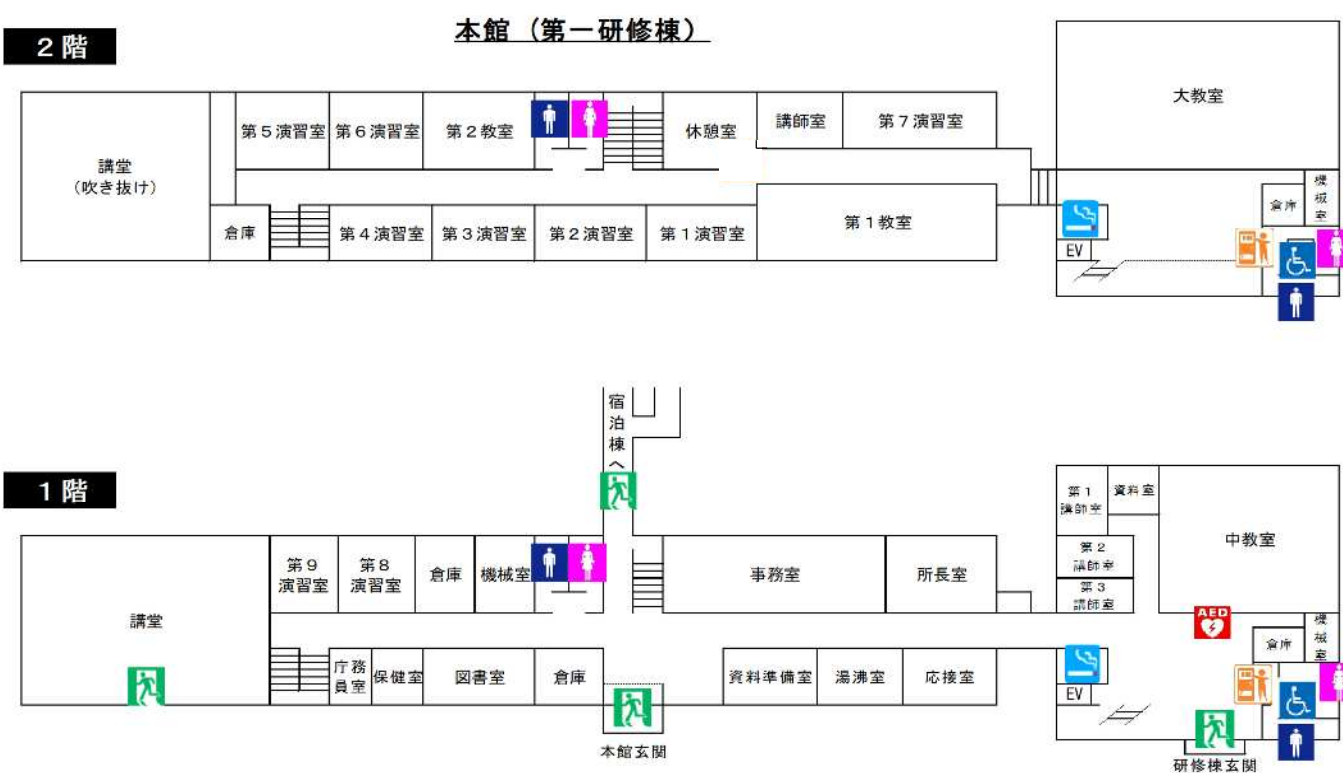 本館（第一研修棟）
２階
大教室
第５演習室
第６演習室
第２教室
休憩室
講師室
第７演習室
講堂
（吹き抜け）
機
械
室
倉庫
倉庫
第４演習室
第３演習室
第２演習室
第１演習室
第１教室
EV
宿
泊
棟
へ
１階
第１
講師室
資料室
中教室
第９
演習室
第８
演習室
倉庫
機械室
事務室
所長室
第２
講師室
第３
講師室
講堂
AED
機
械
室
倉庫
庁務
員室
保健室
図書室
倉庫
資料準備室
湯沸室
応接室
EV
本館玄関
研修棟玄関